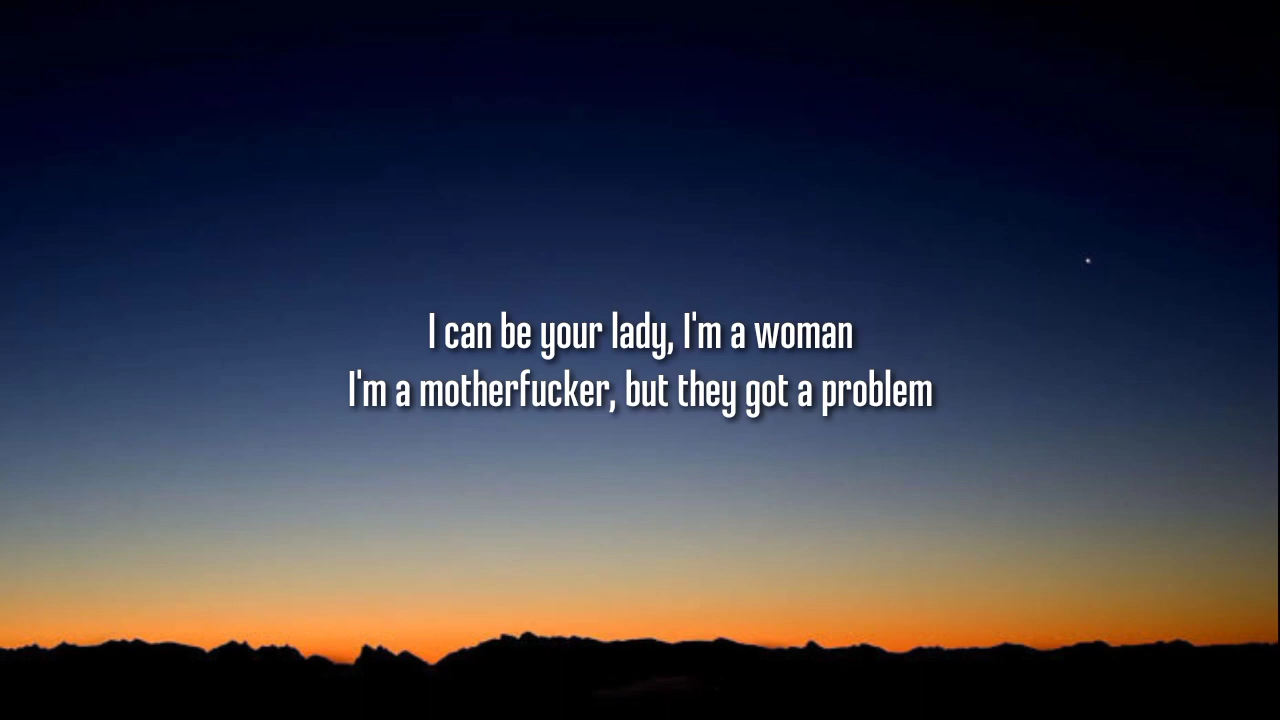 I can be your lady, I'm a woman
I'm a motherfucker, but they got a problem